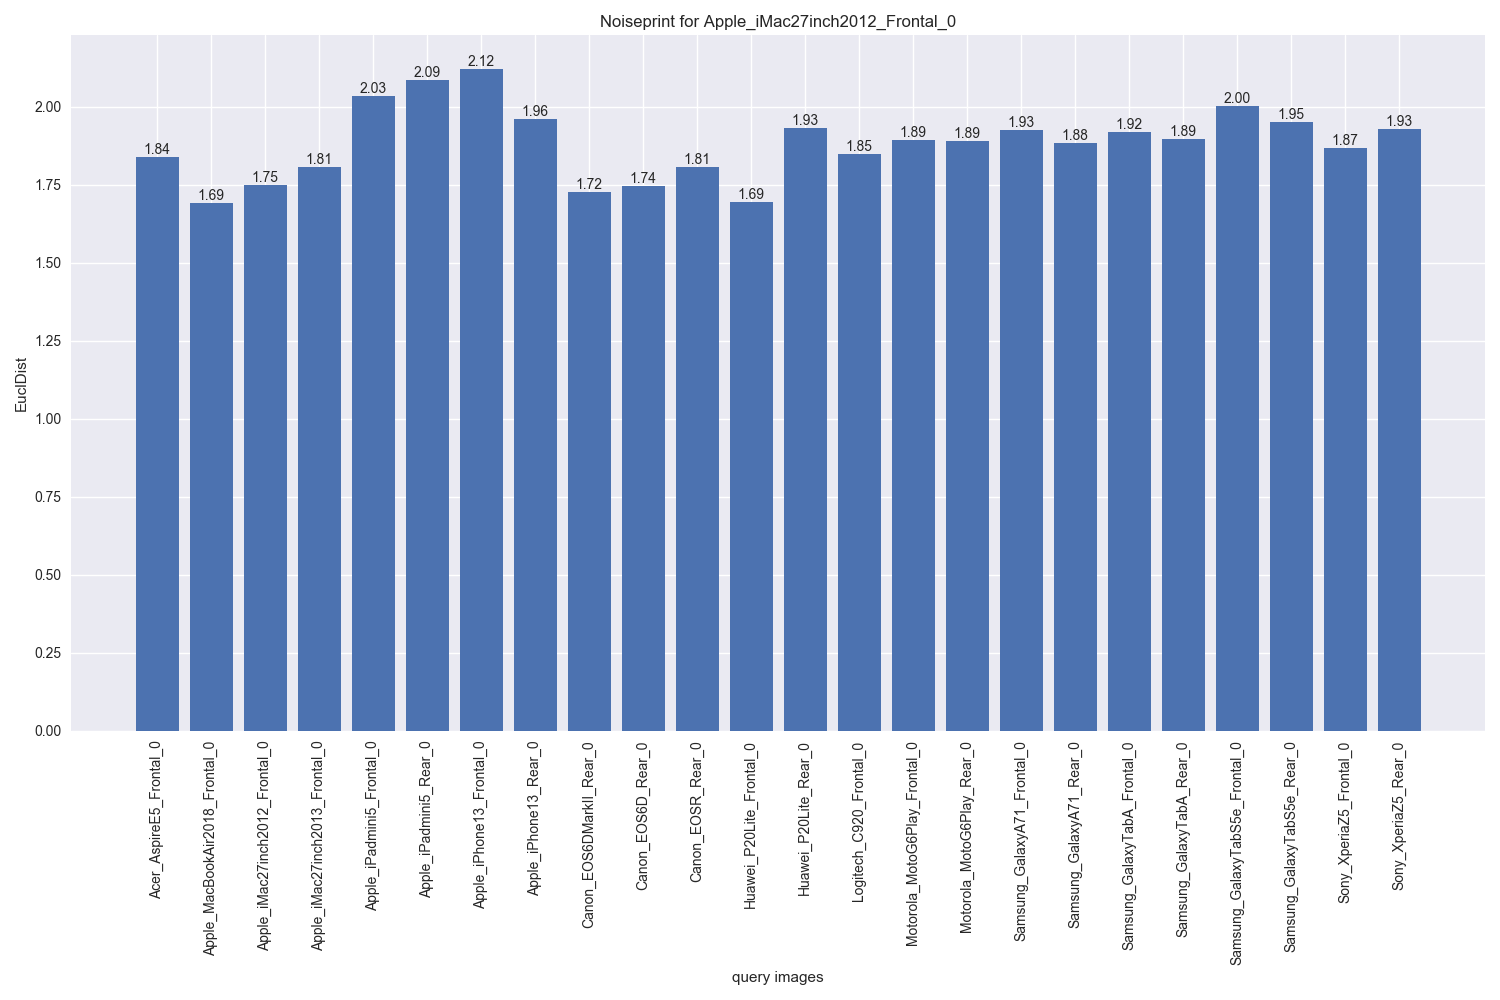 Noiseprint for Apple_iMac27inch2012_Frontal_0
EuclDist
2.00
1.75
1.50
1.25
1.00
0.75
0.50
0.25
0.00
1.84
1.69
1.75
1.81
2.03
2.09
2.12
1.96
1.72
1.74
1.81
1.69
1.93
1.85
1.89
1.89
1.93
1.88
1.92
1.89
2.00
1.95
1.87
1.93
Acer_AspireE5_Frontal_0
Apple_MacBookAir2018_Frontal_0
Apple_iMac27inch2012_Frontal_0
Apple_iMac27inch2013_Frontal_0
Apple_iPadmini5_Frontal_0
Apple_iPadmini5_Rear_0
Apple_iPhone13_Frontal_0
Apple_iPhone13_Rear_0
Canon_EOS6DMarkII_Rear_0
Canon_EOS6D_Rear_0
Canon_EOSR_Rear_0
Huawei_P20Lite_Frontal_0
Huawei_P20Lite_Rear_0
Logitech_C920_Frontal_0
Motorola_MotoG6Play_Frontal_0
Motorola_MotoG6Play_Rear_0
Samsung_GalaxyA71_Frontal_0
Samsung_GalaxyA71_Rear_0
Samsung_GalaxyTabA_Frontal_0
Samsung_GalaxyTabA_Rear_0
Samsung_GalaxyTabS5e_Frontal_0
Samsung_GalaxyTabS5e_Rear_0
Sony_XperiaZ5_Frontal_0
Sony_XperiaZ5_Rear_0
query images